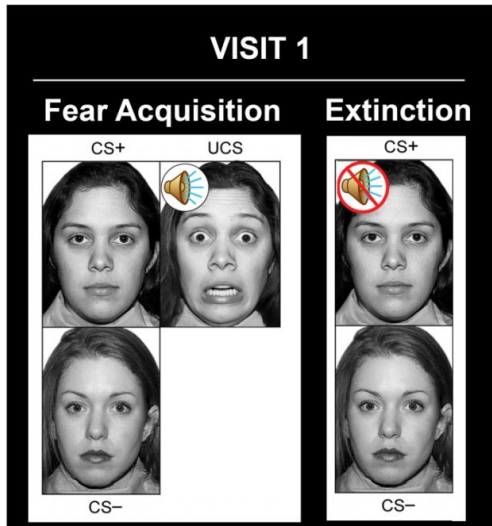 VISIT 1
Fear Acquisition
Extinction
CS+
UCS
CS+
CS–
CS–